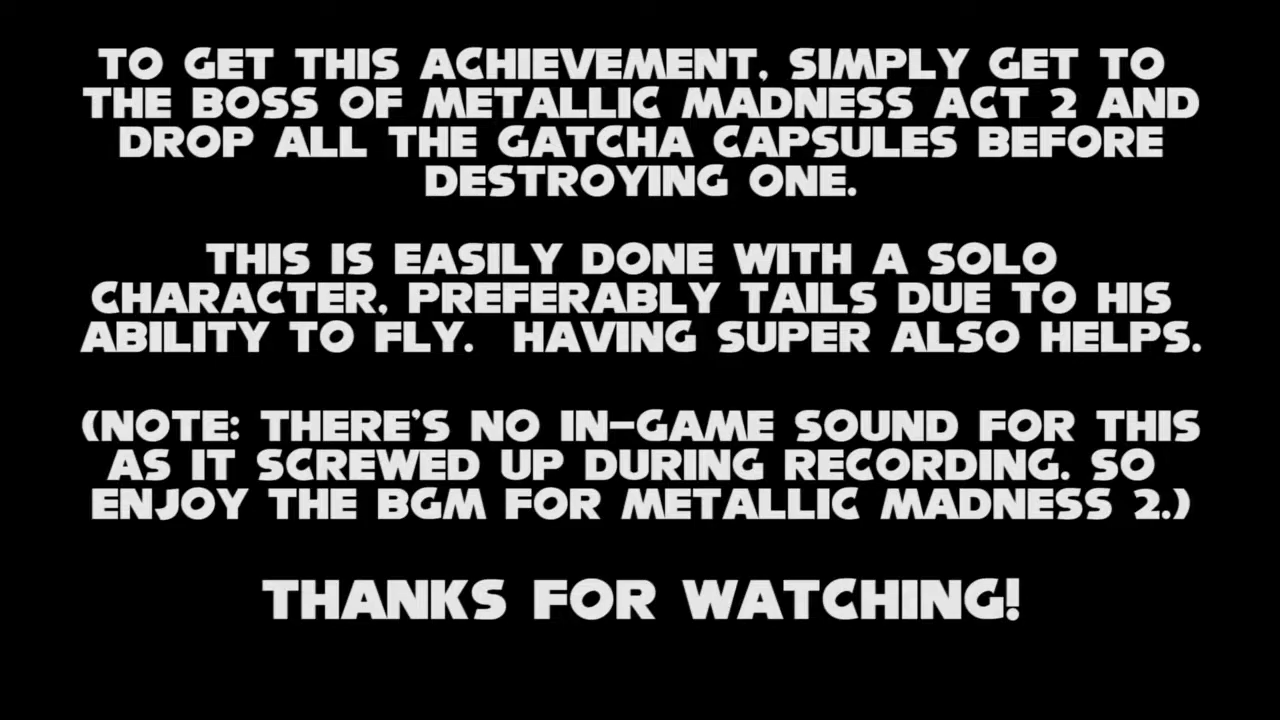 TO GET THIS ACHIEVEMENT, SIMPLY GET TO
THE BOSS OF METALLIC MADNESS ACT 2 AND
DROP ALL THE GATCHA CAPSULES BEFORE
DESTROYING ONE.
THIS IS EASILY DONE WITH A SOLO
CHARACTER, PREFERABLY TAILS DUE TO HIS
ABILITY TO FLY. HAVING SUPER ALSO HELPS.
(NOTE: THERE'S NO IN-GAME SOUND FOR THIS
AS IT SCREWED UP DURING RECORDING. SO
ENJOY THE BGM FOR METALLIC MADNESS 2.)
THANKS FOR WATCHING!